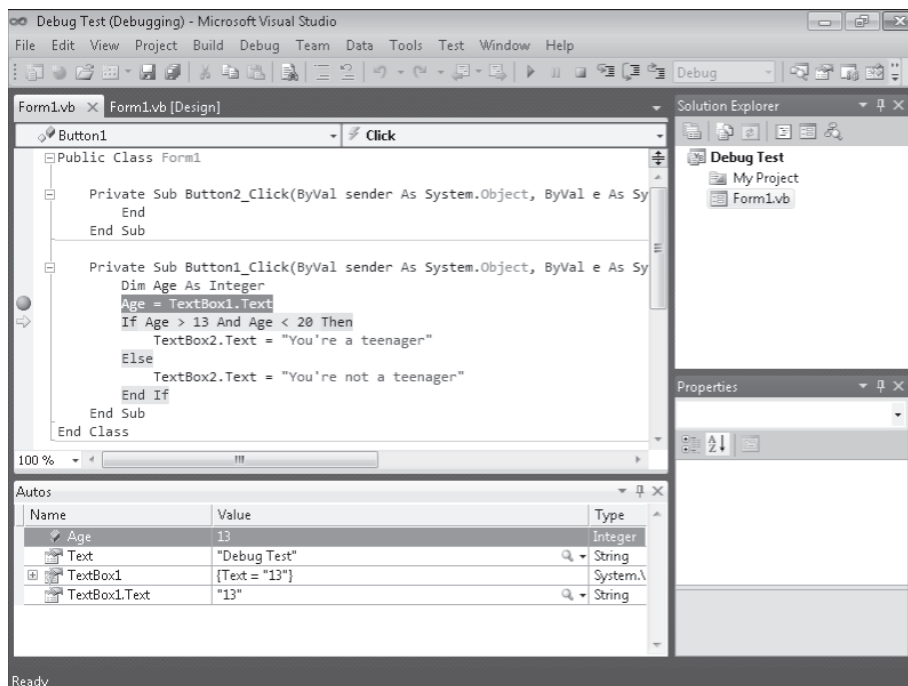 Debug Test (Debugging) - Microsoft Visual Studio
File Edit View Project Build Debug Team Data Tools Test Window Help
Debug
Form1.vb Form1.vb [Design]
Button1 Click
Public Class Form1
Private Sub Button2_Click(ByVal sender As System.Object, ByVal e As Sy
End
End Sub
Private Sub Button1_Click(ByVal sender As System.Object, ByVal e As Sy
Dim Age As Integer
Age = TextBox1.Text
If Age > 13 And Age < 20 Then
TextBox2.Text = "You're a teenager"
Else
TextBox2.Text = "You're not a teenager"
End If
End Sub
End Class
100 %
Solution Explorer
Debug Test
My Project
Form1.vb
Properties
Autos
Name Value Type
Age 13 Integer
Text "Debug Test" String
TextBox1 {Text = "13"} System.\
TextBox1.Text "13" String
Ready